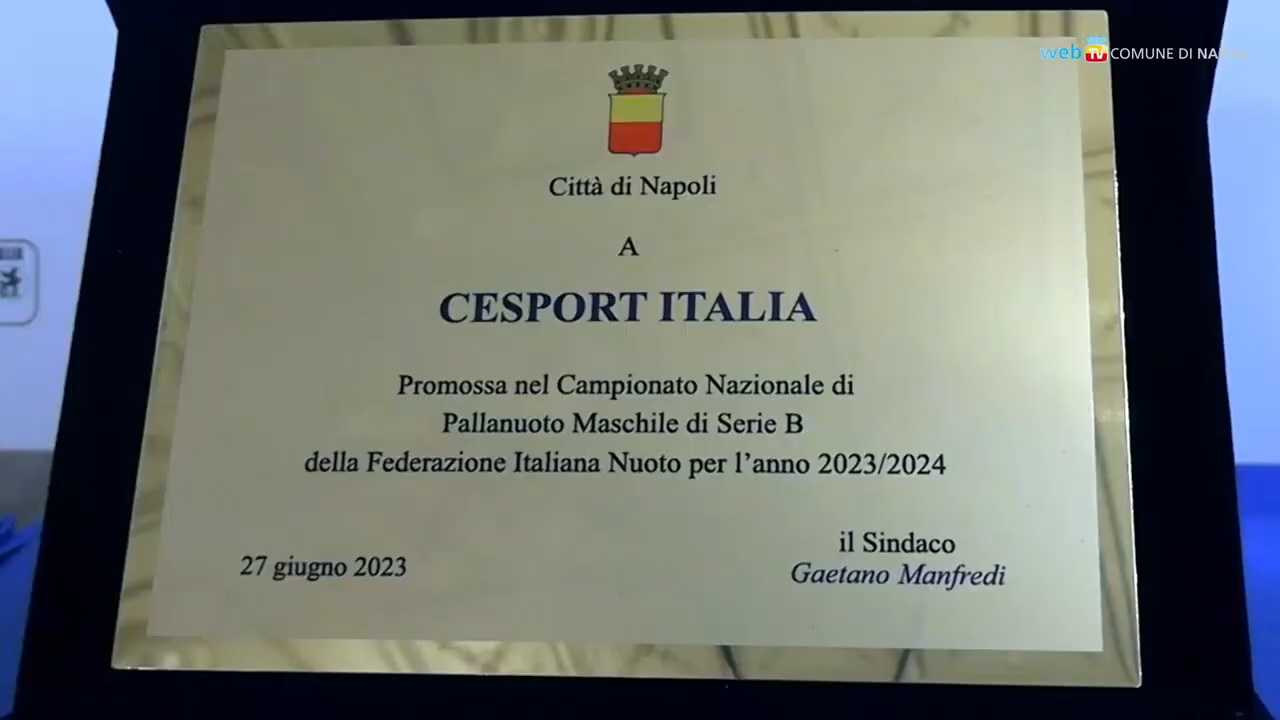 web TV COMUNE DI NAPOLI
Città di Napoli
A
CESPORT ITALIA
Promossa nel Campionato Nazionale di
Pallanuoto Maschile di Serie B
della Federazione Italiana Nuoto per l'anno 2023/2024
27 giugno 2023
il Sindaco
Gaetano Manfredi